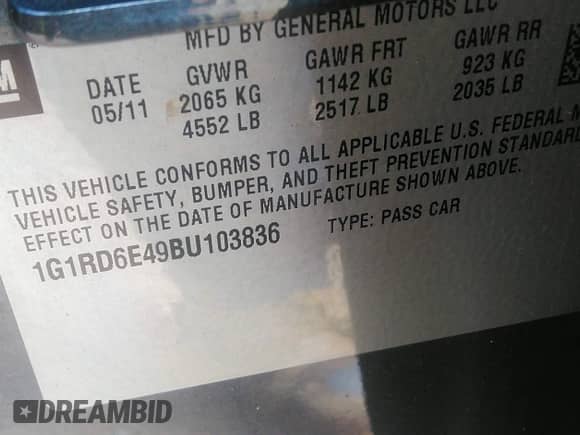 MFD BY GENERAL MOTORS LLC
M
DATE GVWR GAWR FRT GAWR RR
05/11 2065 KG 1142 KG 923 KG
4552 LB 2517 LB 2035 LB
THIS VEHICLE CONFORMS TO ALL APPLICABLE U.S. FEDERAL M
VEHICLE SAFETY, BUMPER, AND THEFT PREVENTION STANDARD
EFFECT ON THE DATE OF MANUFACTURE SHOWN ABOVE.
1G1RD6E49BU103836 TYPE: PASS CAR
DREAMBID